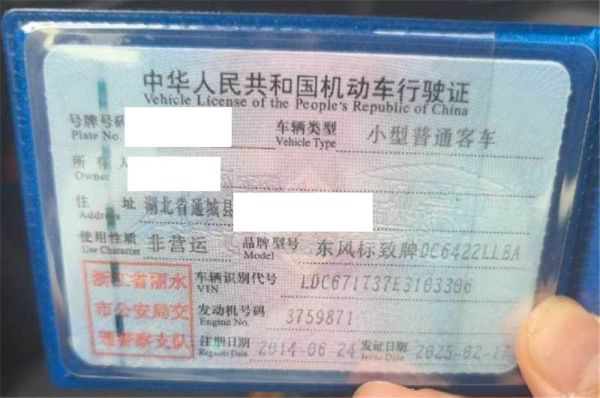 中华人民共和国机动车行驶证
Vehicle License of the People's Republic of China
号牌号码 车辆类型 小型普通客车
Plate No. Vehicle Type
所有人
Owner
住 址 湖北省通城县
Address
使用性质 非营运 品牌型号 东风标致牌DC6422LLBA
Use Character Model
浙江省丽水 车辆识别代号 LDC671T37E3103306
VIN
市公安局交 发动机号码 3759871
Engine No.
通警察支队 注册日期 2014-06-24 发证日期 2025-02-17
Register Date Issue Date